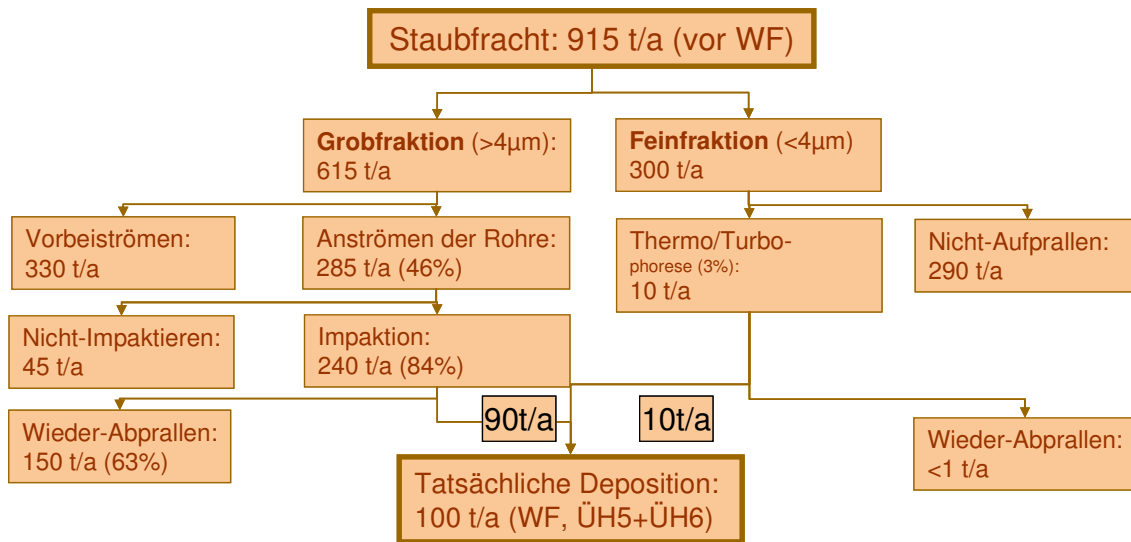 Staubfracht: 915 t/a (vor WF)
Grobfraktion (>4µm):
615 t/a
Feinfraktion (<4µm)
300 t/a
Vorbeiströmen:
330 t/a
Anströmen der Rohre:
285 t/a (46%)
Thermo/Turbo-
phorese (3%):
10 t/a
Nicht-Aufprallen:
290 t/a
Nicht-Impaktieren:
45 t/a
Impaktion:
240 t/a (84%)
90t/a
10t/a
Wieder-Abprallen:
150 t/a (63%)
Wieder-Abprallen:
<1 t/a
Tatsächliche Deposition:
100 t/a (WF, ÜH5+ÜH6)